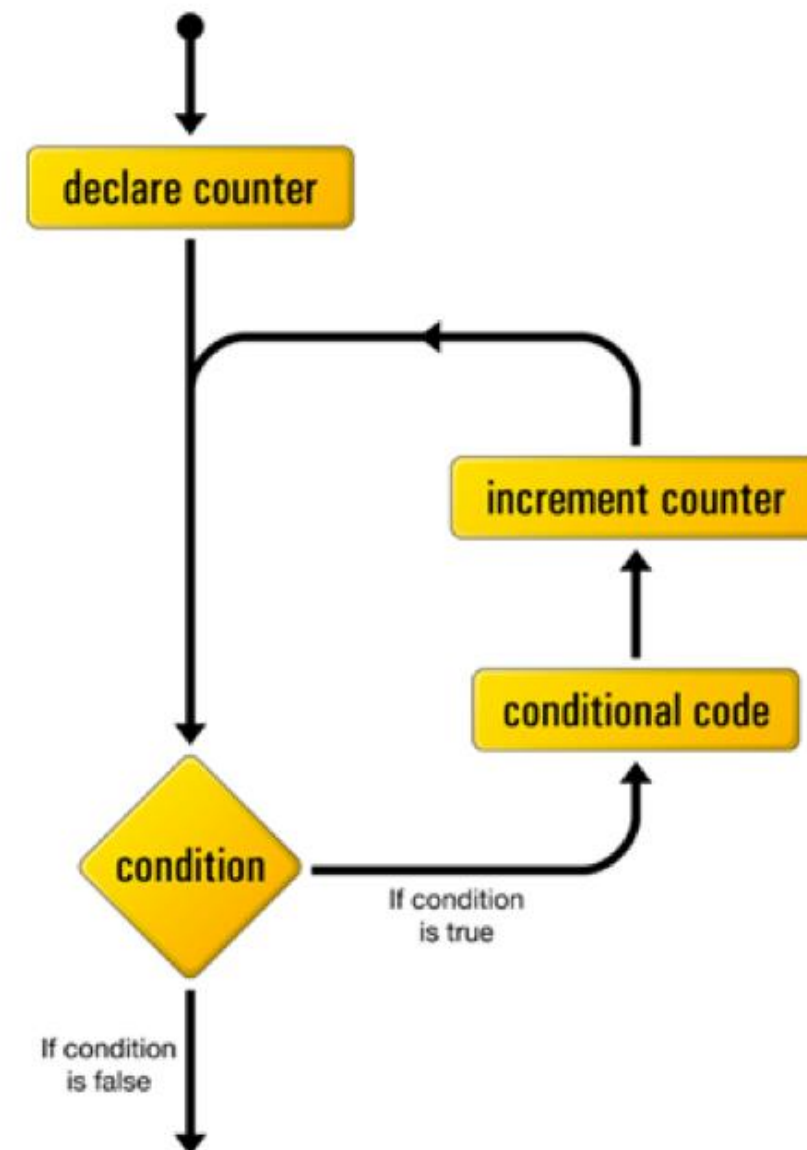 declare counter
increment counter
conditional code
condition
If condition
is true
If condition
is false